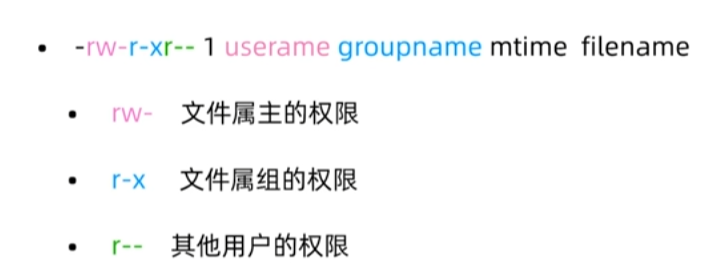 • -rw-r-xr-- 1 userame groupname mtime filename
• rw- 文件属主的权限
• r-x 文件属组的权限
• r-- 其他用户的权限